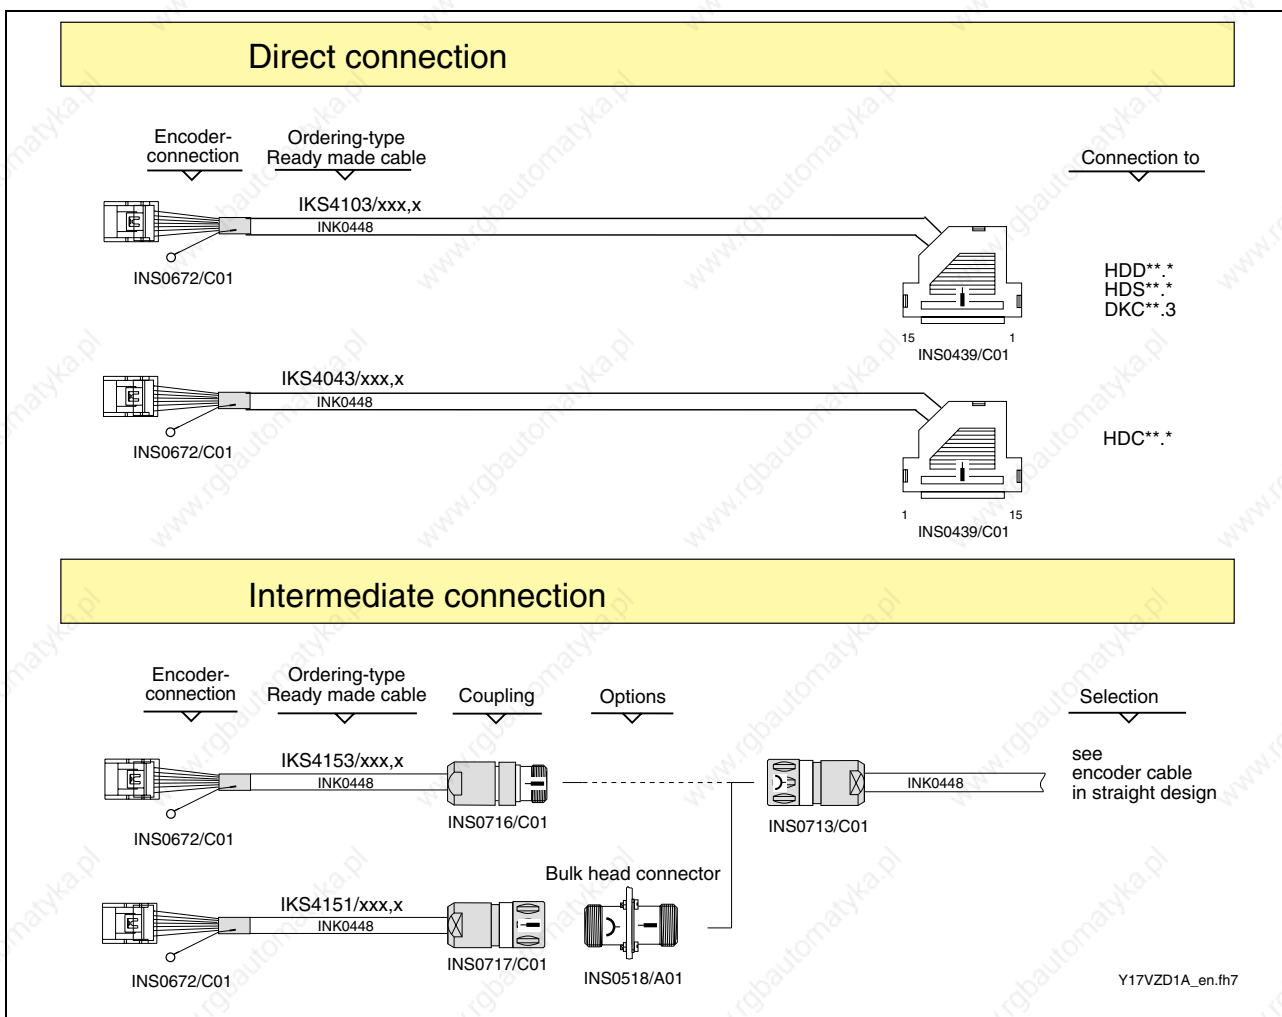 Direct connection
Encoder-
connection
Ordering-type
Ready made cable
Connection to
IKS4103/xxx,x
INK0448
INS0672/C01
HDD**.*
HDS**.*
DKC**.3
15
1
INS0439/C01
IKS4043/xxx,x
INK0448
INS0672/C01
HDC**.*
1
15
INS0439/C01
Intermediate connection
Encoder-
connection
Ordering-type
Ready made cable
Coupling
Options
Selection
IKS4153/xxx,x
INK0448
INS0672/C01
INS0716/C01
INS0713/C01
INK0448
see
encoder cable
in straight design
Bulk head connector
IKS4151/xxx,x
INK0448
INS0672/C01
INS0717/C01
INS0518/A01
Y17VZD1A_en.fh7
www.rgbautomatyka.pl